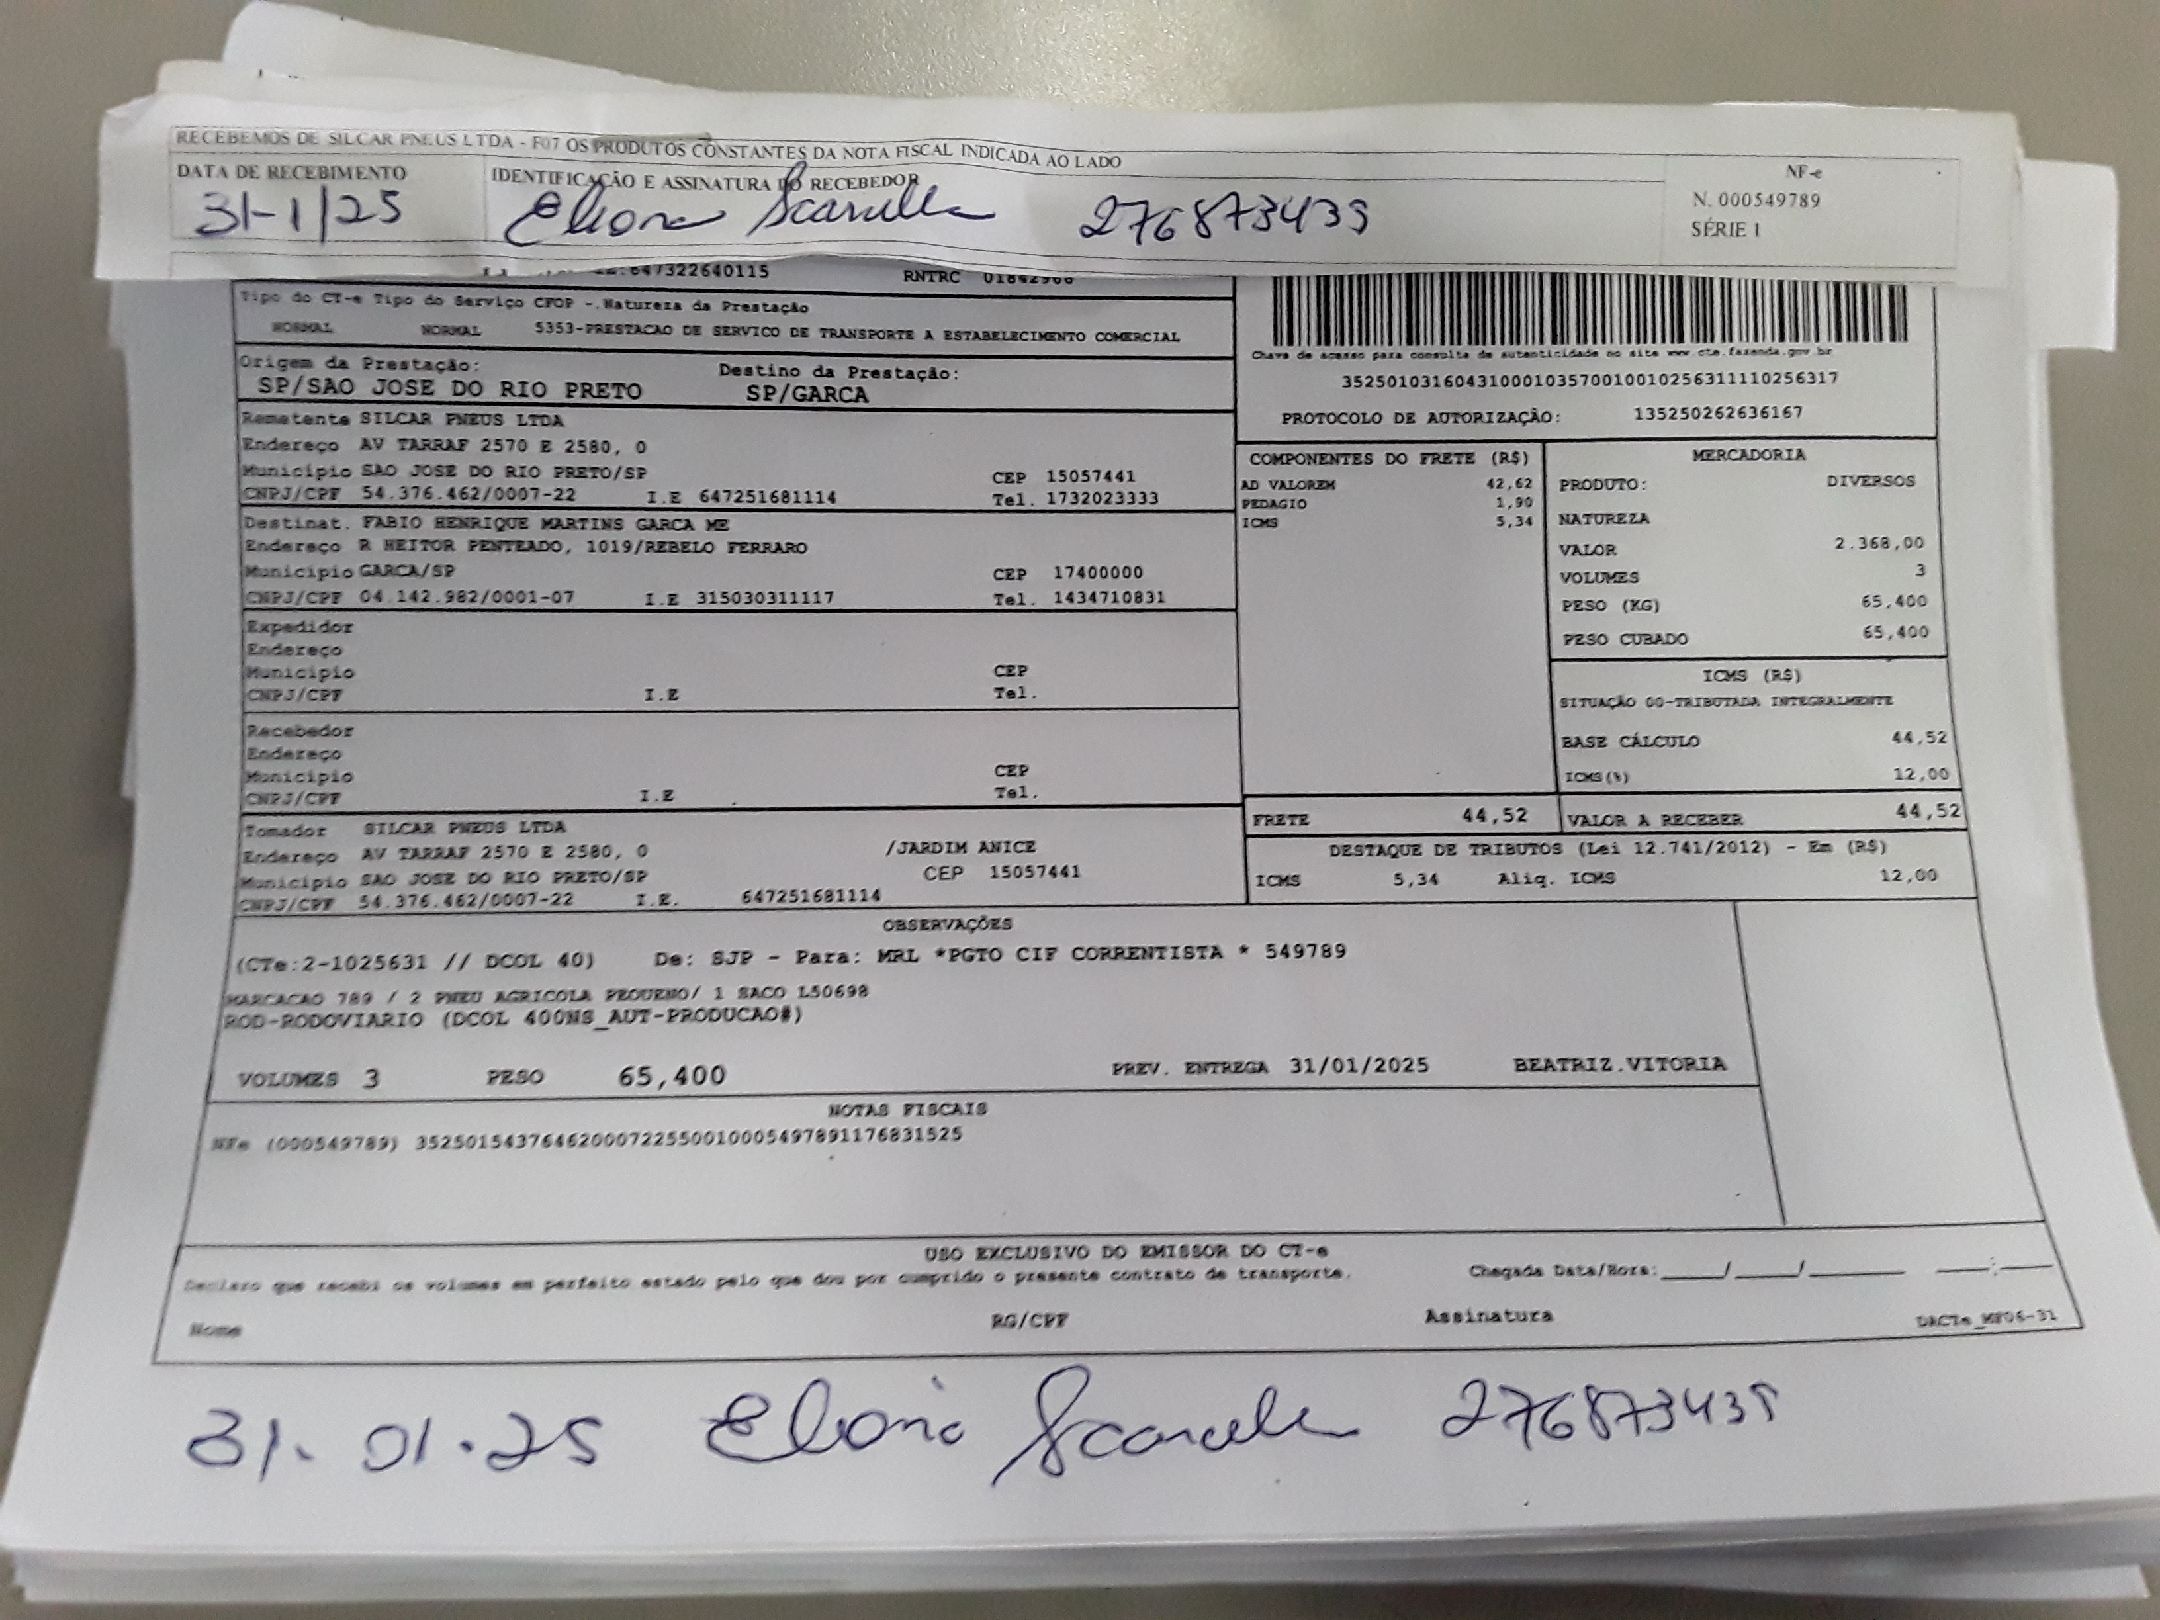 RECEBEMOS DE SILCAR PNEUS LTDA - F07 OS PRODUTOS CONSTANTES DA NOTA FISCAL INDICADA AO LADO
DATA DE RECEBIMENTO
31-1/25
IDENTIFICAÇÃO E ASSINATURA DO RECEBEDOR
276873435
NF-e
N. 000549789
SÉRIE 1
647322640115
RNTRC 01842966
Tipo do CT-e Tipo do Serviço CFOP -.Natureza da Prestação
NORMAL NORMAL 5353-PRESTACAO DE SERVICO DE TRANSPORTE A ESTABELECIMENTO COMERCIAL
Origem da Prestação: Destino da Prestação:
SP/SAO JOSE DO RIO PRETO SP/GARCA
Remetente SILCAR PNEUS LTDA
Endereço AV TARRAF 2570 E 2580, 0
Município SAO JOSE DO RIO PRETO/SP CEP 15057441
CNPJ/CPF 54.376.462/0007-22 I.E 647251681114 Tel. 1732023333
Destinat. FABIO HENRIQUE MARTINS GARCA ME
Endereço R HEITOR PENTEADO, 1019/REBELO FERRARO
Município GARCA/SP CEP 17400000
CNPJ/CPF 04.142.982/0001-07 I.E 315030311117 Tel. 1434710831
Expedidor
Endereço
Município CEP
CNPJ/CPF I.E Tel.
Recebedor
Endereço
Município CEP
CNPJ/CPF I.E Tel.
Tomador SILCAR PNEUS LTDA
Endereço AV TARRAF 2570 E 2580, 0 /JARDIM ANICE
Município SAO JOSE DO RIO PRETO/SP CEP 15057441
CNPJ/CPF 54.376.462/0007-22 I.E. 647251681114
Chave de acesso para consulta de autenticidade no site www.cte.fazenda.gov.br
35250103160431000103570010010256311110256317
PROTOCOLO DE AUTORIZAÇÃO: 135250262636167
COMPONENTES DO FRETE (R$)
AD VALOREM 42,62
PEDAGIO 1,90
ICMS 5,34
MERCADORIA
PRODUTO: DIVERSOS
NATUREZA
VALOR 2.368,00
VOLUMES 3
PESO (KG) 65,400
PESO CUBADO 65,400
ICMS (R$)
SITUAÇÃO 00-TRIBUTADA INTEGRALMENTE
BASE CÁLCULO 44,52
ICMS(%) 12,00
FRETE 44,52 VALOR A RECEBER 44,52
DESTAQUE DE TRIBUTOS (Lei 12.741/2012) - Em (R$)
ICMS 5,34 Aliq. ICMS 12,00
OBSERVAÇÕES
(CTe:2-1025631 // DCOL 40) De: SJP - Para: MRL *PGTO CIF CORRENTISTA * 549789
MARCACAO 789 / 2 PNEU AGRICOLA PEQUENO/ 1 SACO L50698
ROD-RODOVIARIO (DCOL 400NS_AUT-PRODUCAO#)
VOLUMES 3 PESO 65,400 PREV. ENTREGA 31/01/2025 BEATRIZ.VITORIA
NOTAS FISCAIS
NFe (000549789) 35250154376462000722550010005497891176831525
USO EXCLUSIVO DO EMISSOR DO CT-e
Declaro que recebi os volumes em perfeito estado pelo que dou por cumprido o presente contrato de transporte. Chegada Data/Hora:____/____/______ ____:____
Nome RG/CPF Assinatura DACTe_MF06-31
31.01.25 276873435